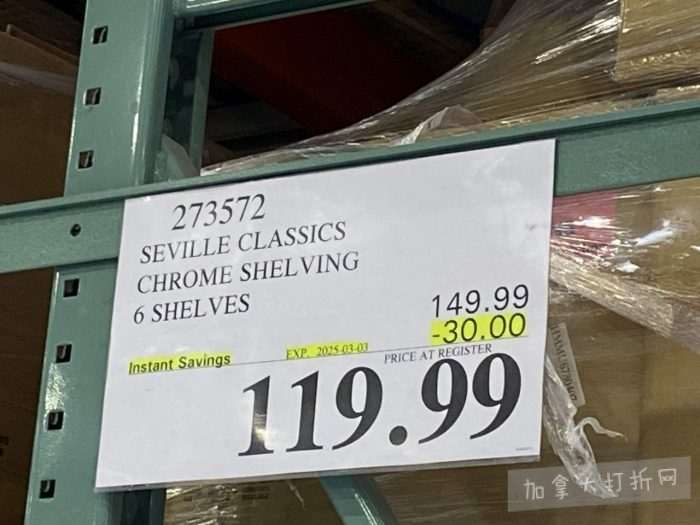 273572
SEVILLE CLASSICS
CHROME SHELVING
6 SHELVES
149.99
-30.00
Instant Savings EXP. 2025-03-03 PRICE AT REGISTER
119.99
加拿大打折网